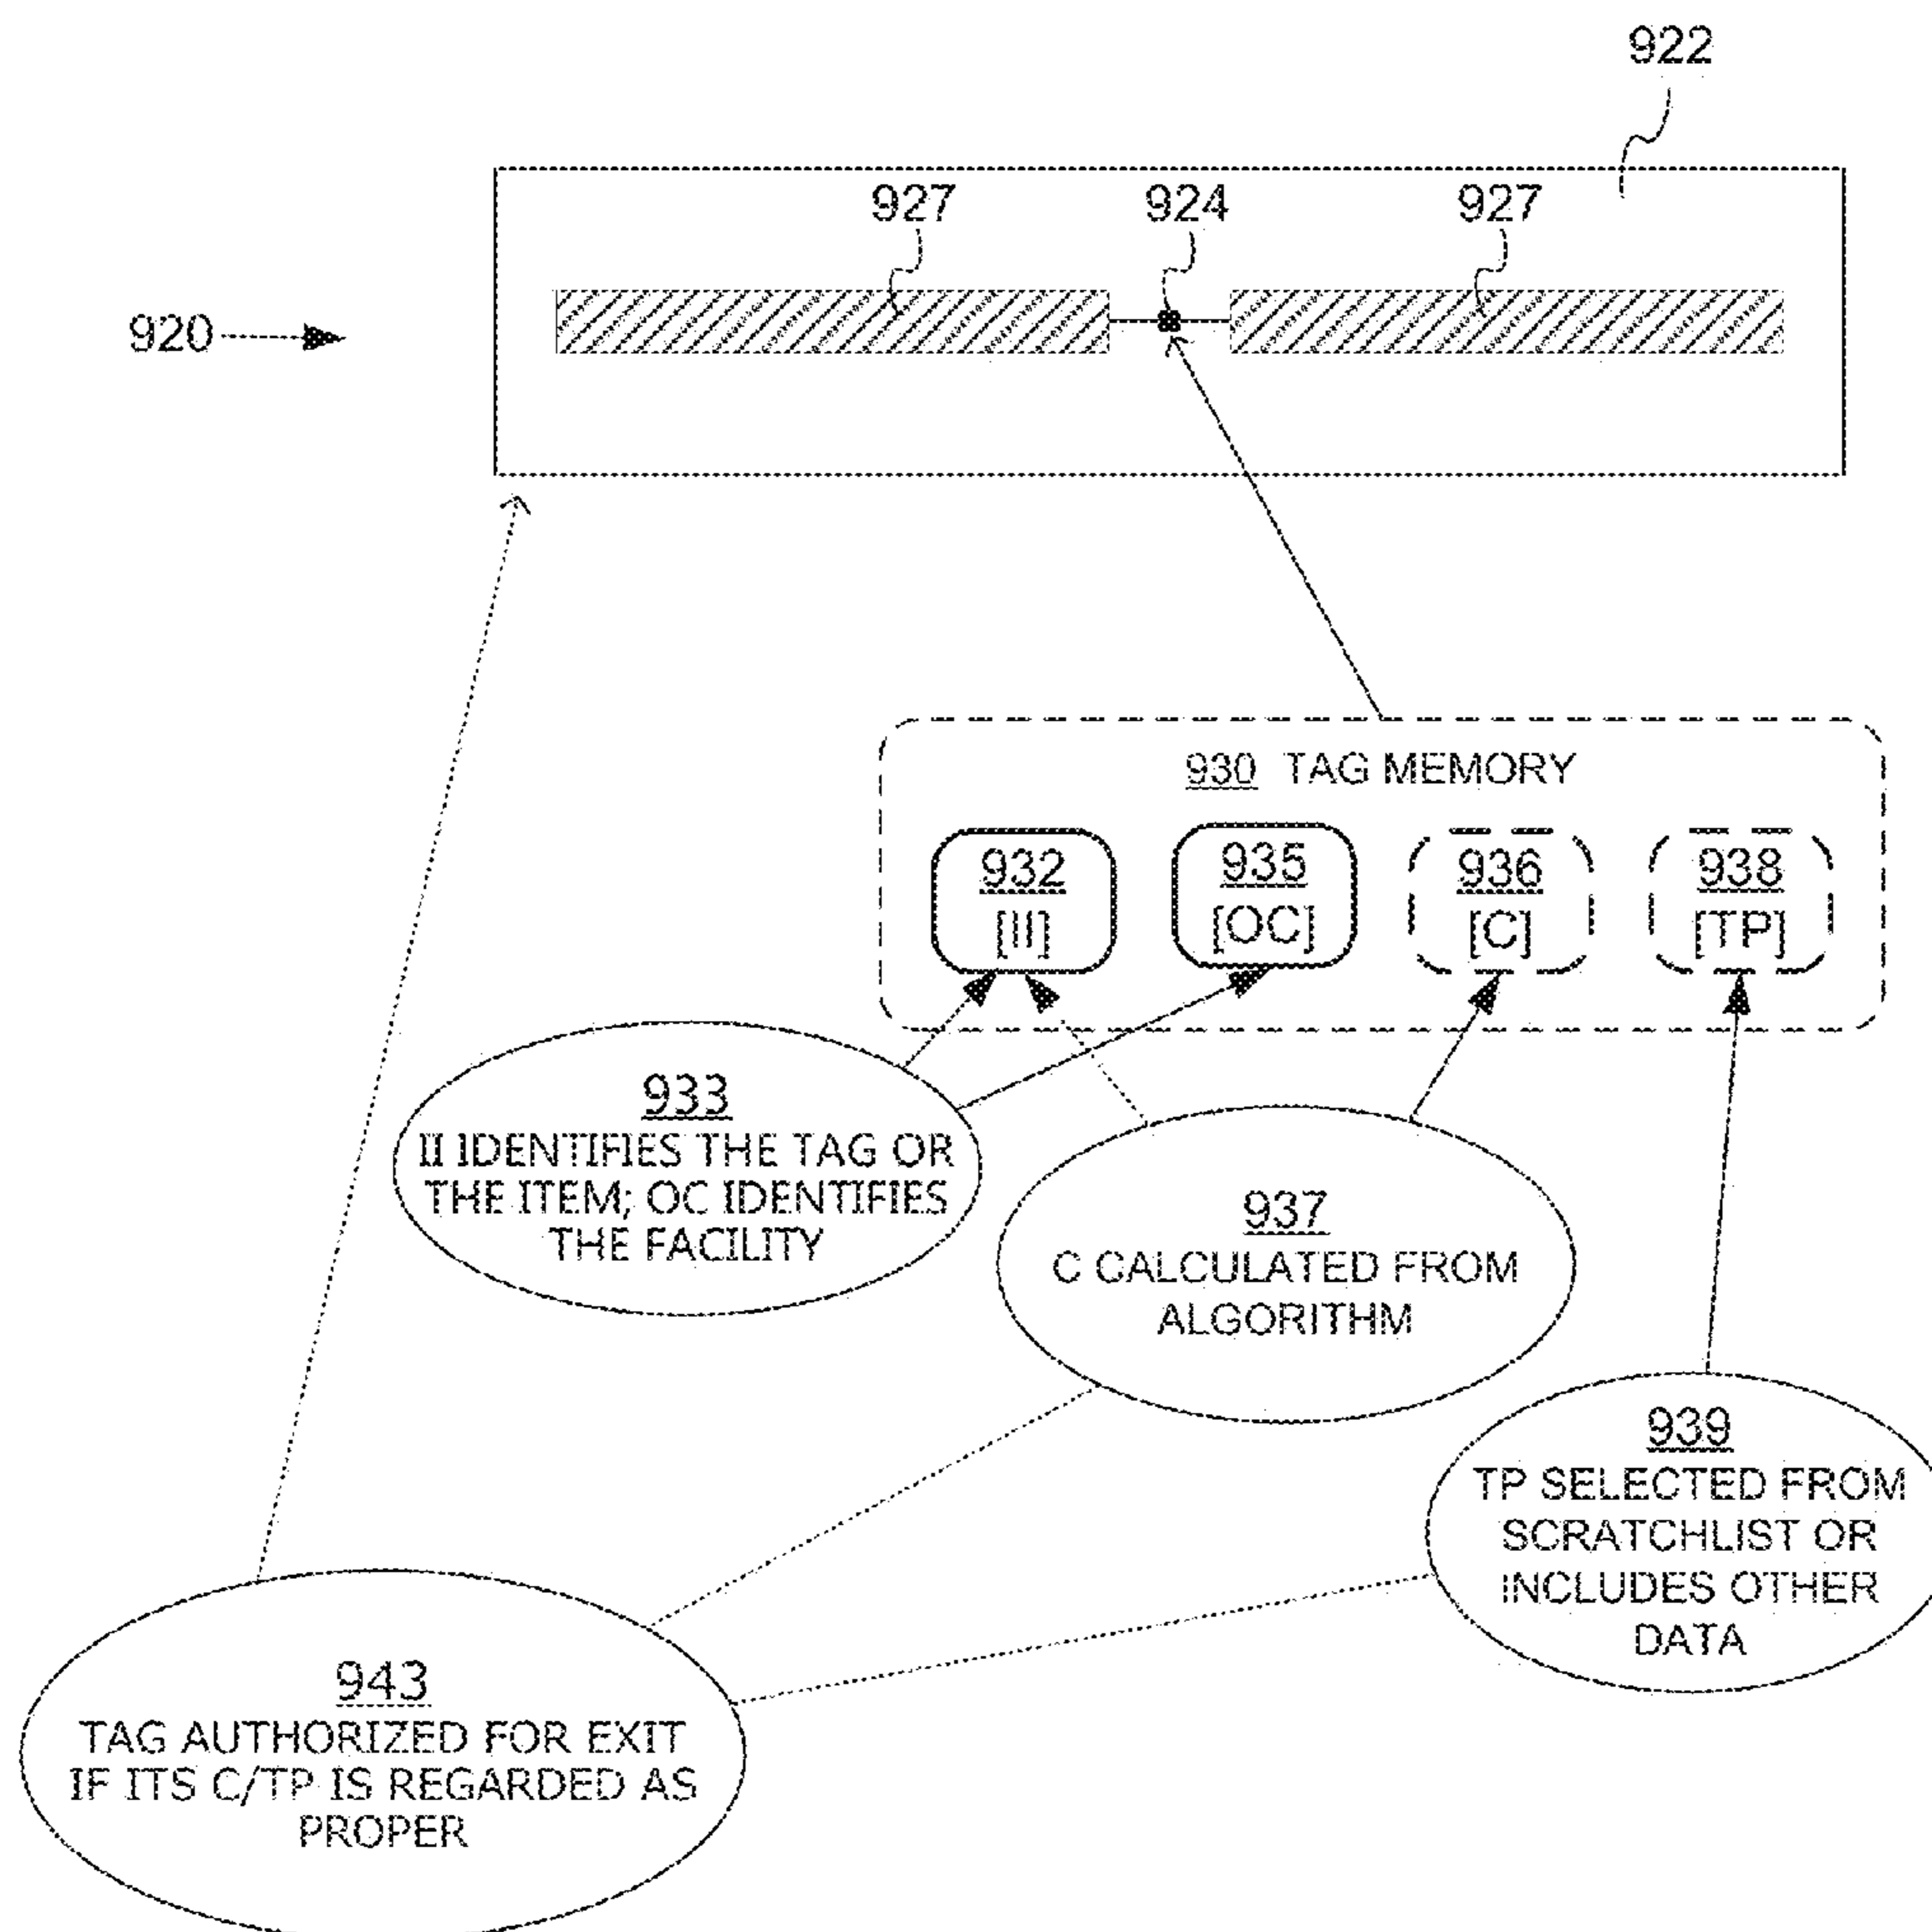 922
927
924
927
920
930 TAG MEMORY
932
[II]
935
[OC]
936
[C]
938
[TP]
933
II IDENTIFIES THE TAG OR
THE ITEM; OC IDENTIFIES
THE FACILITY
937
C CALCULATED FROM
ALGORITHM
939
TP SELECTED FROM
SCRATCHLIST OR
INCLUDES OTHER
DATA
943
TAG AUTHORIZED FOR EXIT
IF ITS C/TP IS REGARDED AS
PROPER